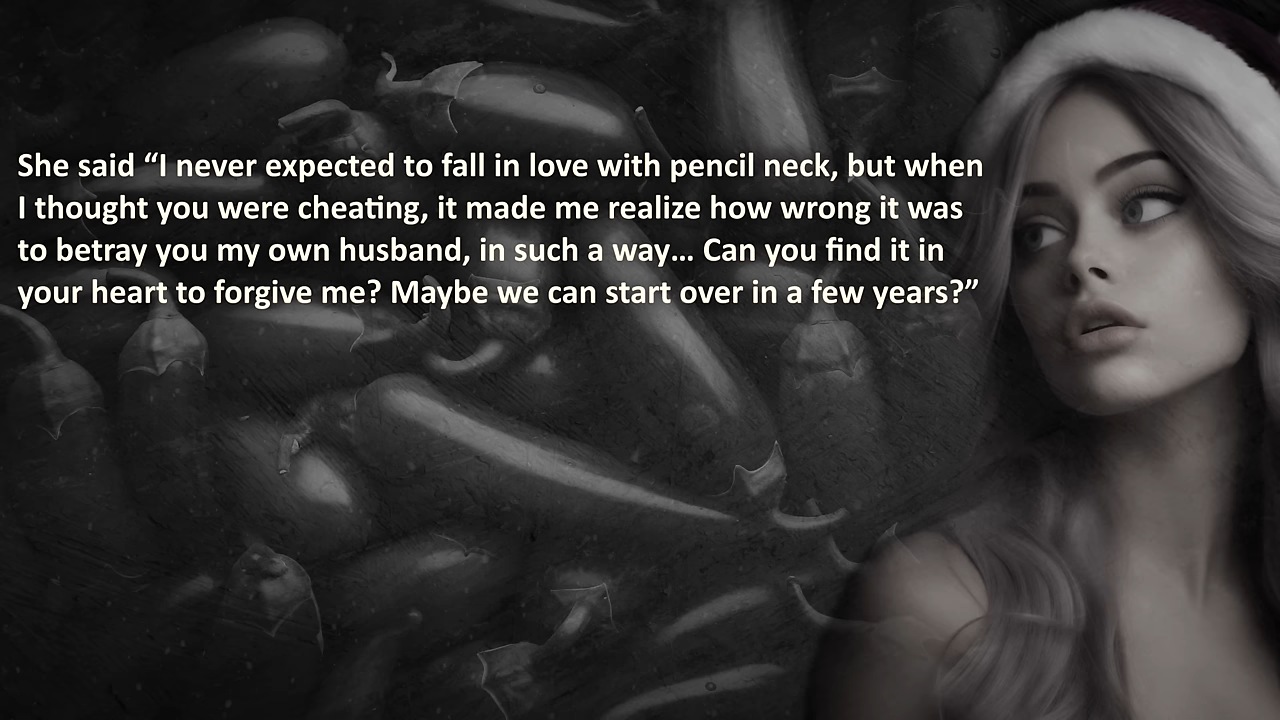 She said “I never expected to fall in love with pencil neck, but when
I thought you were cheating, it made me realize how wrong it was
to betray you my own husband, in such a way… Can you find it in
your heart to forgive me? Maybe we can start over in a few years?”